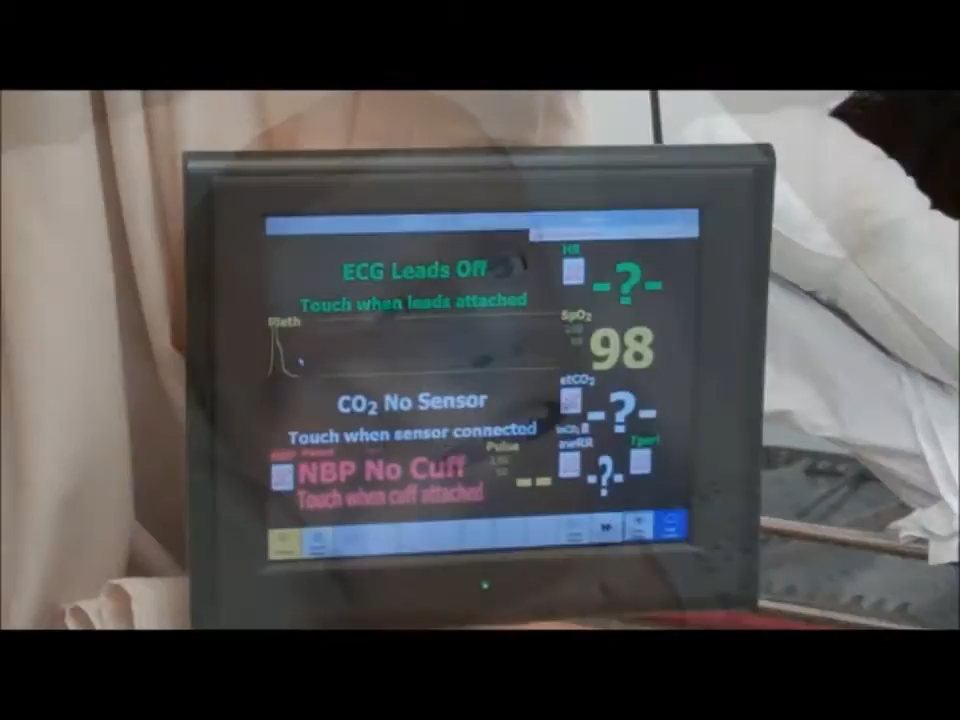 ECG Leads Off
HR
-?-
Touch when leads attached
Pleth
SpO₂
98
etCO₂
CO₂ No Sensor
-?-
Touch when sensor connected
awRR
Tperi
Pulse
NBP No Cuff
--
-?-
Touch when cuff attached